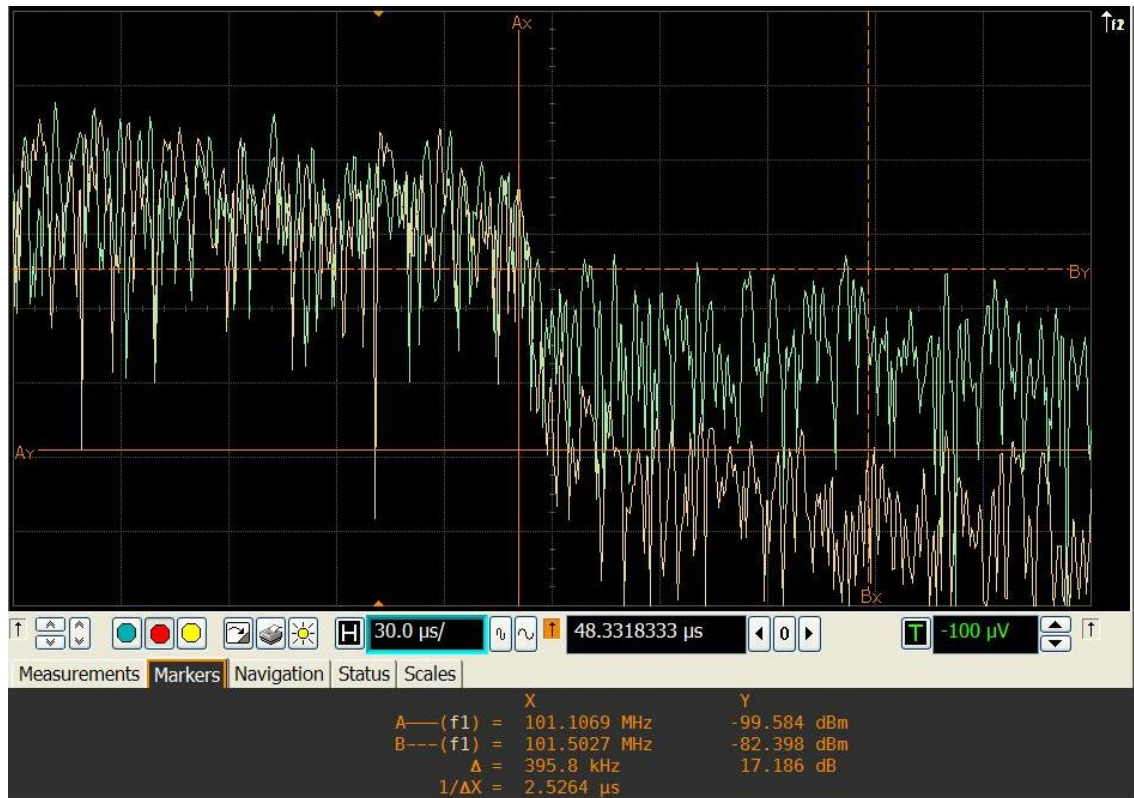 Ax
f2
By
Ay
Bx
H 30.0 µs/ 48.3318333 µs 0 T -100 µV
Measurements Markers Navigation Status Scales
X Y
A——(f1) = 101.1069 MHz -99.584 dBm
B---(f1) = 101.5027 MHz -82.398 dBm
Δ = 395.8 kHz 17.186 dB
1/ΔX = 2.5264 µs